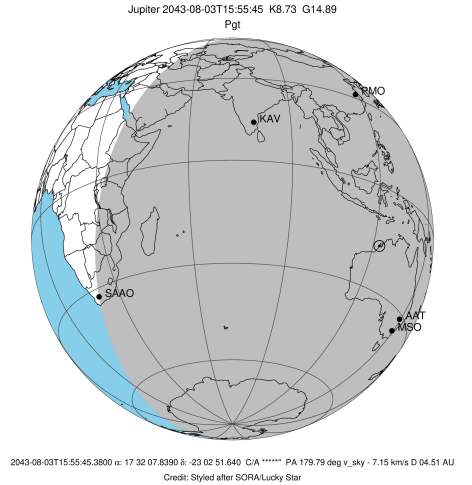 Jupiter 2043-08-03T15:55:45 K8.73 G14.89
Pgt
PMO
KAV
SAAO
AAT
MSO
2043-08-03T15:55:45.3800 α: 17 32 07.8390 δ: -23 02 51.640 C/A *****" PA 179.79 deg v_sky - 7.15 km/s D 04.51 AU
Credit: Styled after SORA/Lucky Star